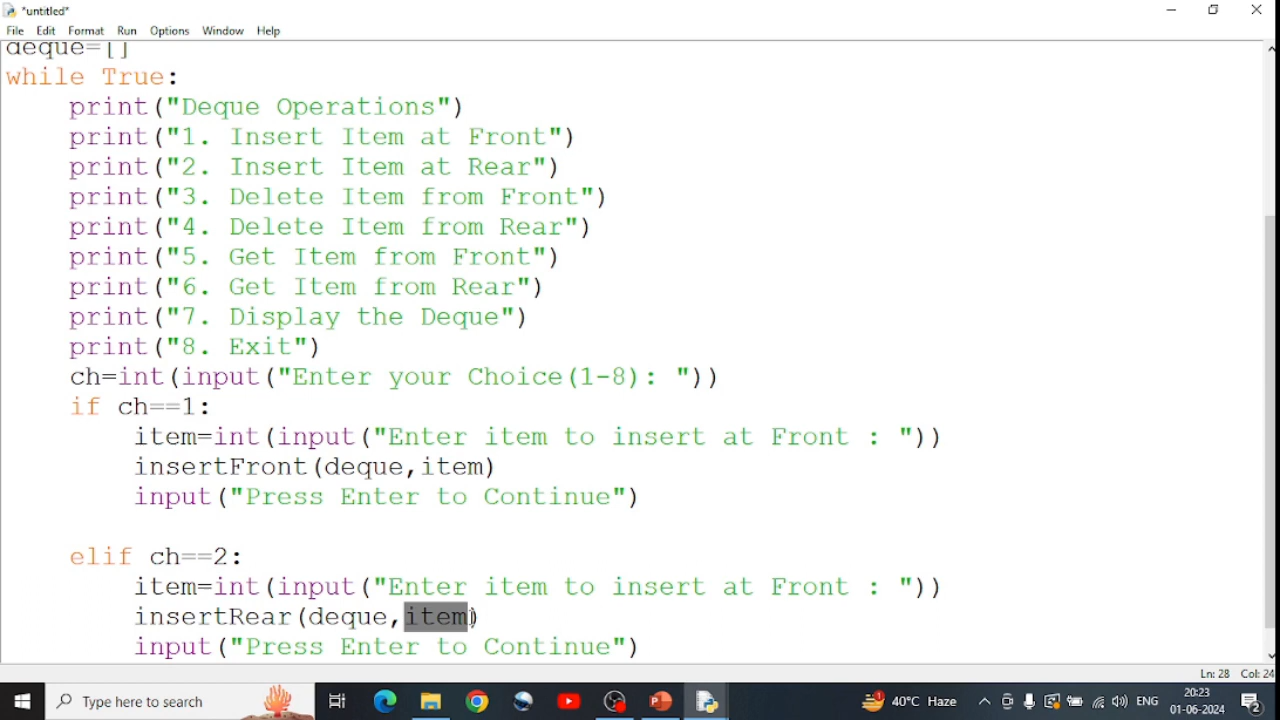 *untitled*
File Edit Format Run Options Window Help
deque=[]
while True:
    print("Deque Operations")
    print("1. Insert Item at Front")
    print("2. Insert Item at Rear")
    print("3. Delete Item from Front")
    print("4. Delete Item from Rear")
    print("5. Get Item from Front")
    print("6. Get Item from Rear")
    print("7. Display the Deque")
    print("8. Exit")
    ch=int(input("Enter your Choice(1-8): "))
    if ch==1:
        item=int(input("Enter item to insert at Front : "))
        insertFront(deque,item)
        input("Press Enter to Continue")
    elif ch==2:
        item=int(input("Enter item to insert at Front : "))
        insertRear(deque,item)
        input("Press Enter to Continue")
Ln: 28 Col: 24
Type here to search
1
40°C Haze
ENG
20:23
01-06-2024
2